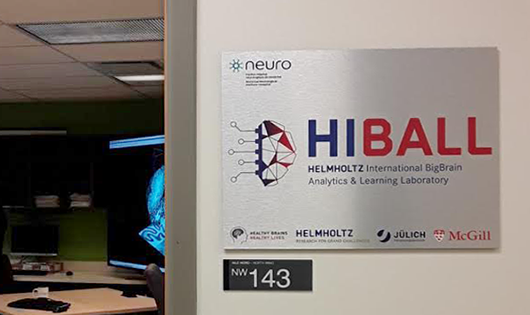 neuro
HIBALL
HELMHOLTZ International BigBrain
Analytics & Learning Laboratory
HEALTHY BRAINS
HEALTHY LIVES
HELMHOLTZ
RESEARCH FOR GRAND CHALLENGES
JÜLICH
McGill
NW 143